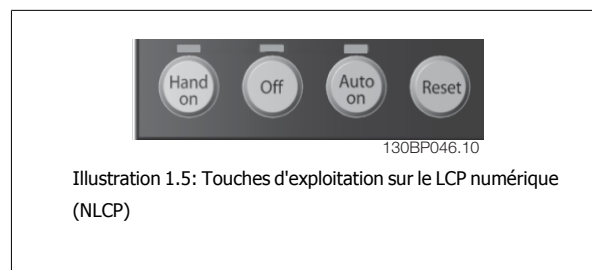 Hand on
Off
Auto on
Reset
130BP046.10
Illustration 1.5: Touches d'exploitation sur le LCP numérique
(NLCP)